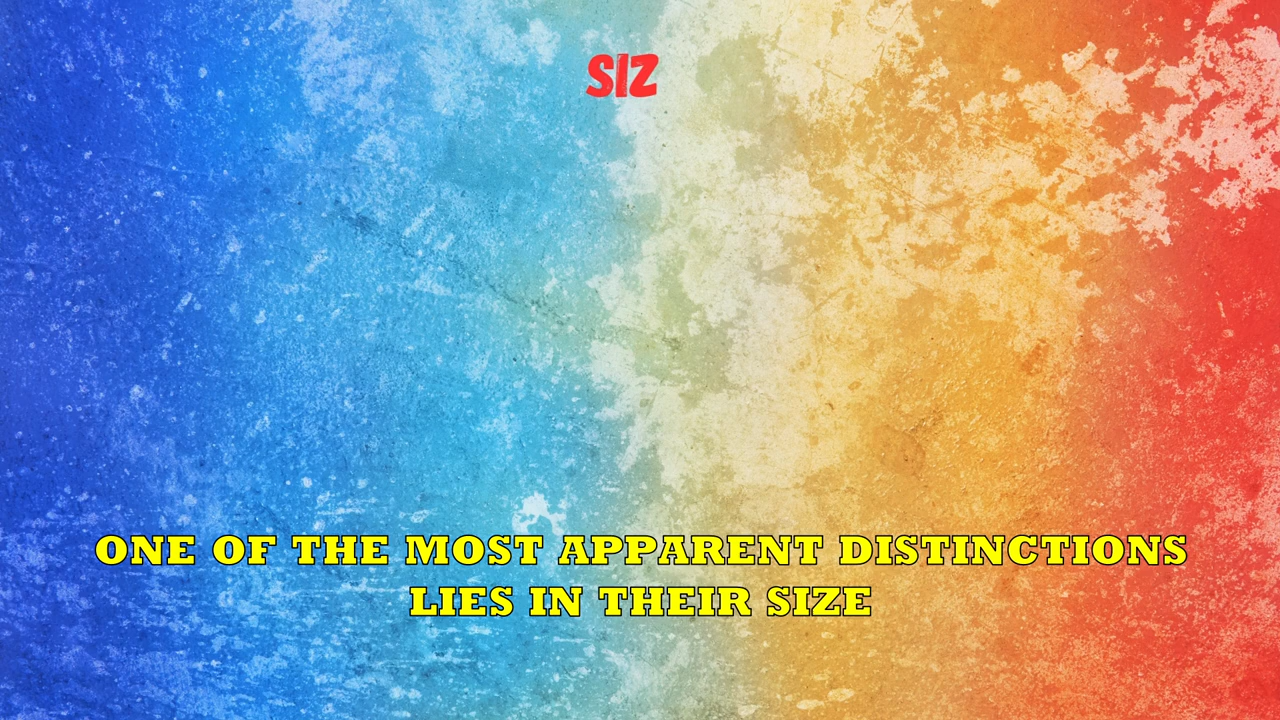 SIZ
ONE OF THE MOST APPARENT DISTINCTIONS
LIES IN THEIR SIZE